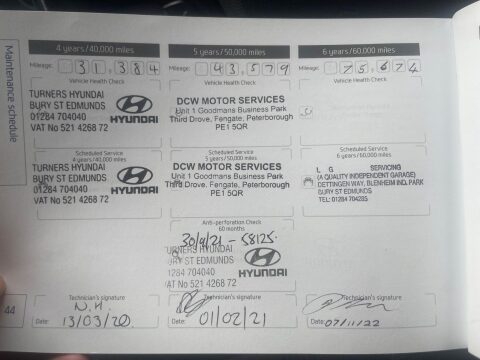 Maintenance schedule
44
4 years/40,000 miles
Mileage: 31,384
Vehicle Health Check
TURNERS HYUNDAI
BURY ST EDMUNDS
01284 704040
VAT No 521 4268 72
HYUNDAI
Scheduled Service
4 years/40,000 miles
TURNERS HYUNDAI
BURY ST EDMUNDS
01284 704040
VAT No 521 4268 72
HYUNDAI
Technician's signature
N.H.
Date: 13/03/20
5 years/50,000 miles
Mileage: 43,579
Vehicle Health Check
DCW MOTOR SERVICES
Unit 1 Goodmans Business Park
Third Drove, Fengate, Peterborough
PE1 5QR
Scheduled Service
5 years/50,000 miles
DCW MOTOR SERVICES
Unit 1 Goodmans Business Park
Third Drove, Fengate, Peterborough
PE1 5QR
Anti-perforation Check
60 months
30/9/21 - 58125.
TURNERS HYUNDAI
BURY ST EDMUNDS
01284 704040
VAT No 521 4268 72
HYUNDAI
Technician's signature
Date: 01/02/21
6 years/60,000 miles
Mileage: 75,674
Vehicle Health Check
Scheduled Service
6 years/60,000 miles
L G SERVICING
(A QUALITY INDEPENDENT GARAGE)
DETTINGEN WAY, BLENHEIM IND. PARK
BURY ST EDMUNDS
TEL: 01284 704285
Technician's signature
Date: 07/11/22